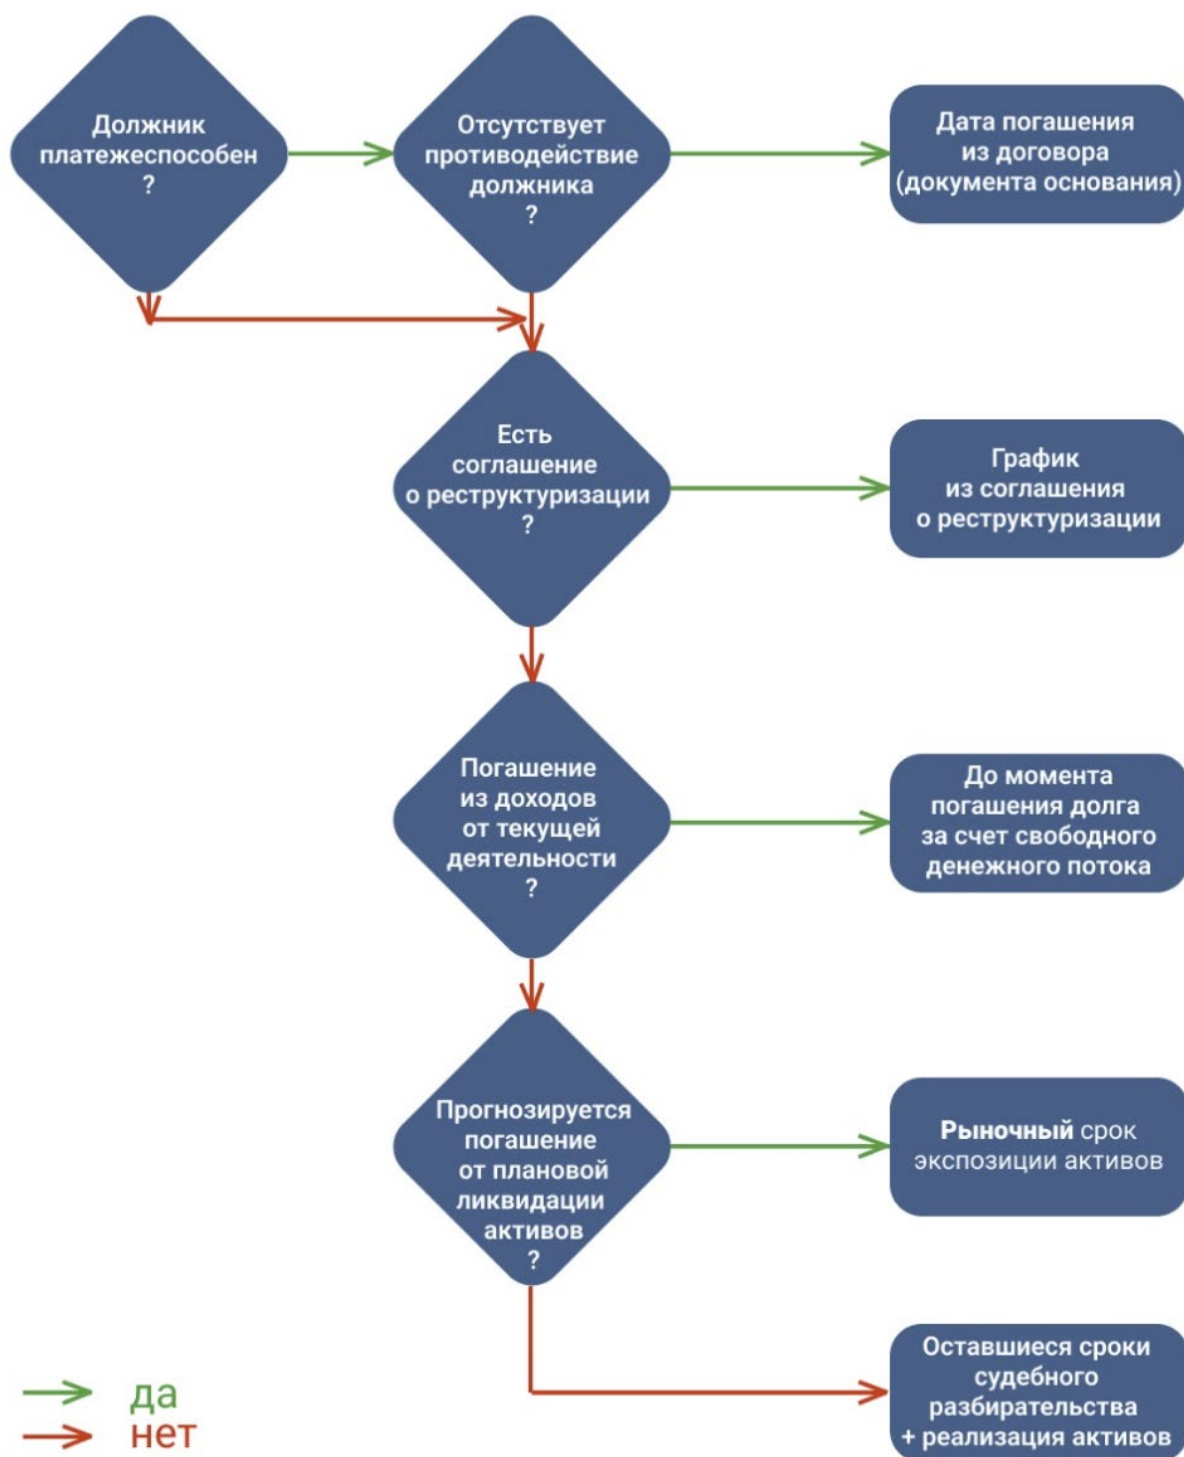 Должник
платежеспособен
?
Отсутствует
противодействие
должника
?
Дата погашения
из договора
(документа основания)
Есть
соглашение
о реструктуризации
?
График
из соглашения
о реструктуризации
Погашение
из доходов
от текущей
деятельности
?
До момента
погашения долга
за счет свободного
денежного потока
Прогнозируется
погашение
от плановой
ликвидации
активов
?
Рыночный срок
экспозиции активов
Оставшиеся сроки
судебного
разбирательства
+ реализация активов
да
нет